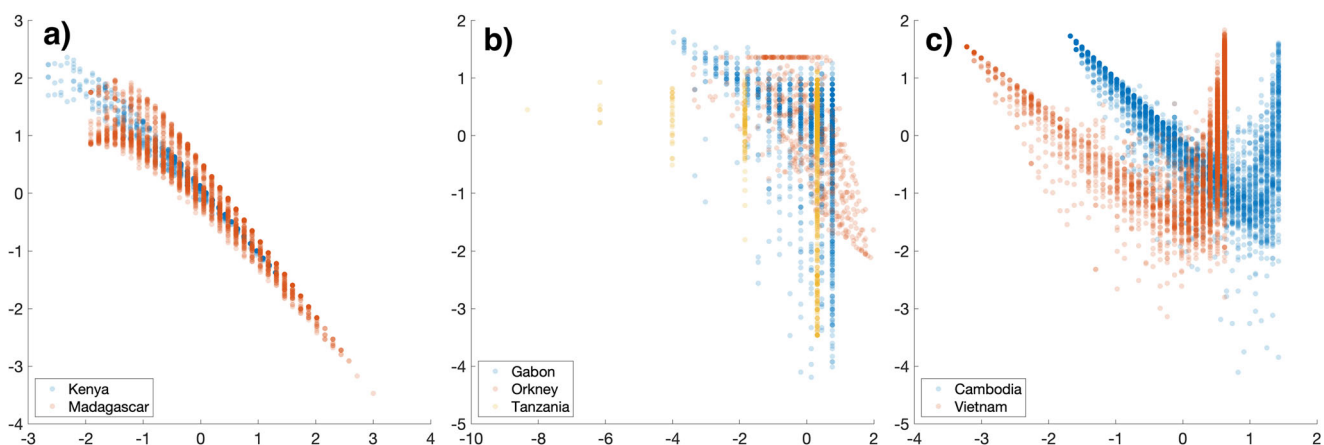 a)
3
2
1
0
-1
-2
-3
-4
Kenya
Madagascar
-3 -2 -1 0 1 2 3 4
b)
2
1
0
-1
-2
-3
-4
-5
Gabon
Orkney
Tanzania
-10 -8 -6 -4 -2 0 2
c)
2
1
0
-1
-2
-3
-4
-5
Cambodia
Vietnam
-4 -3 -2 -1 0 1 2